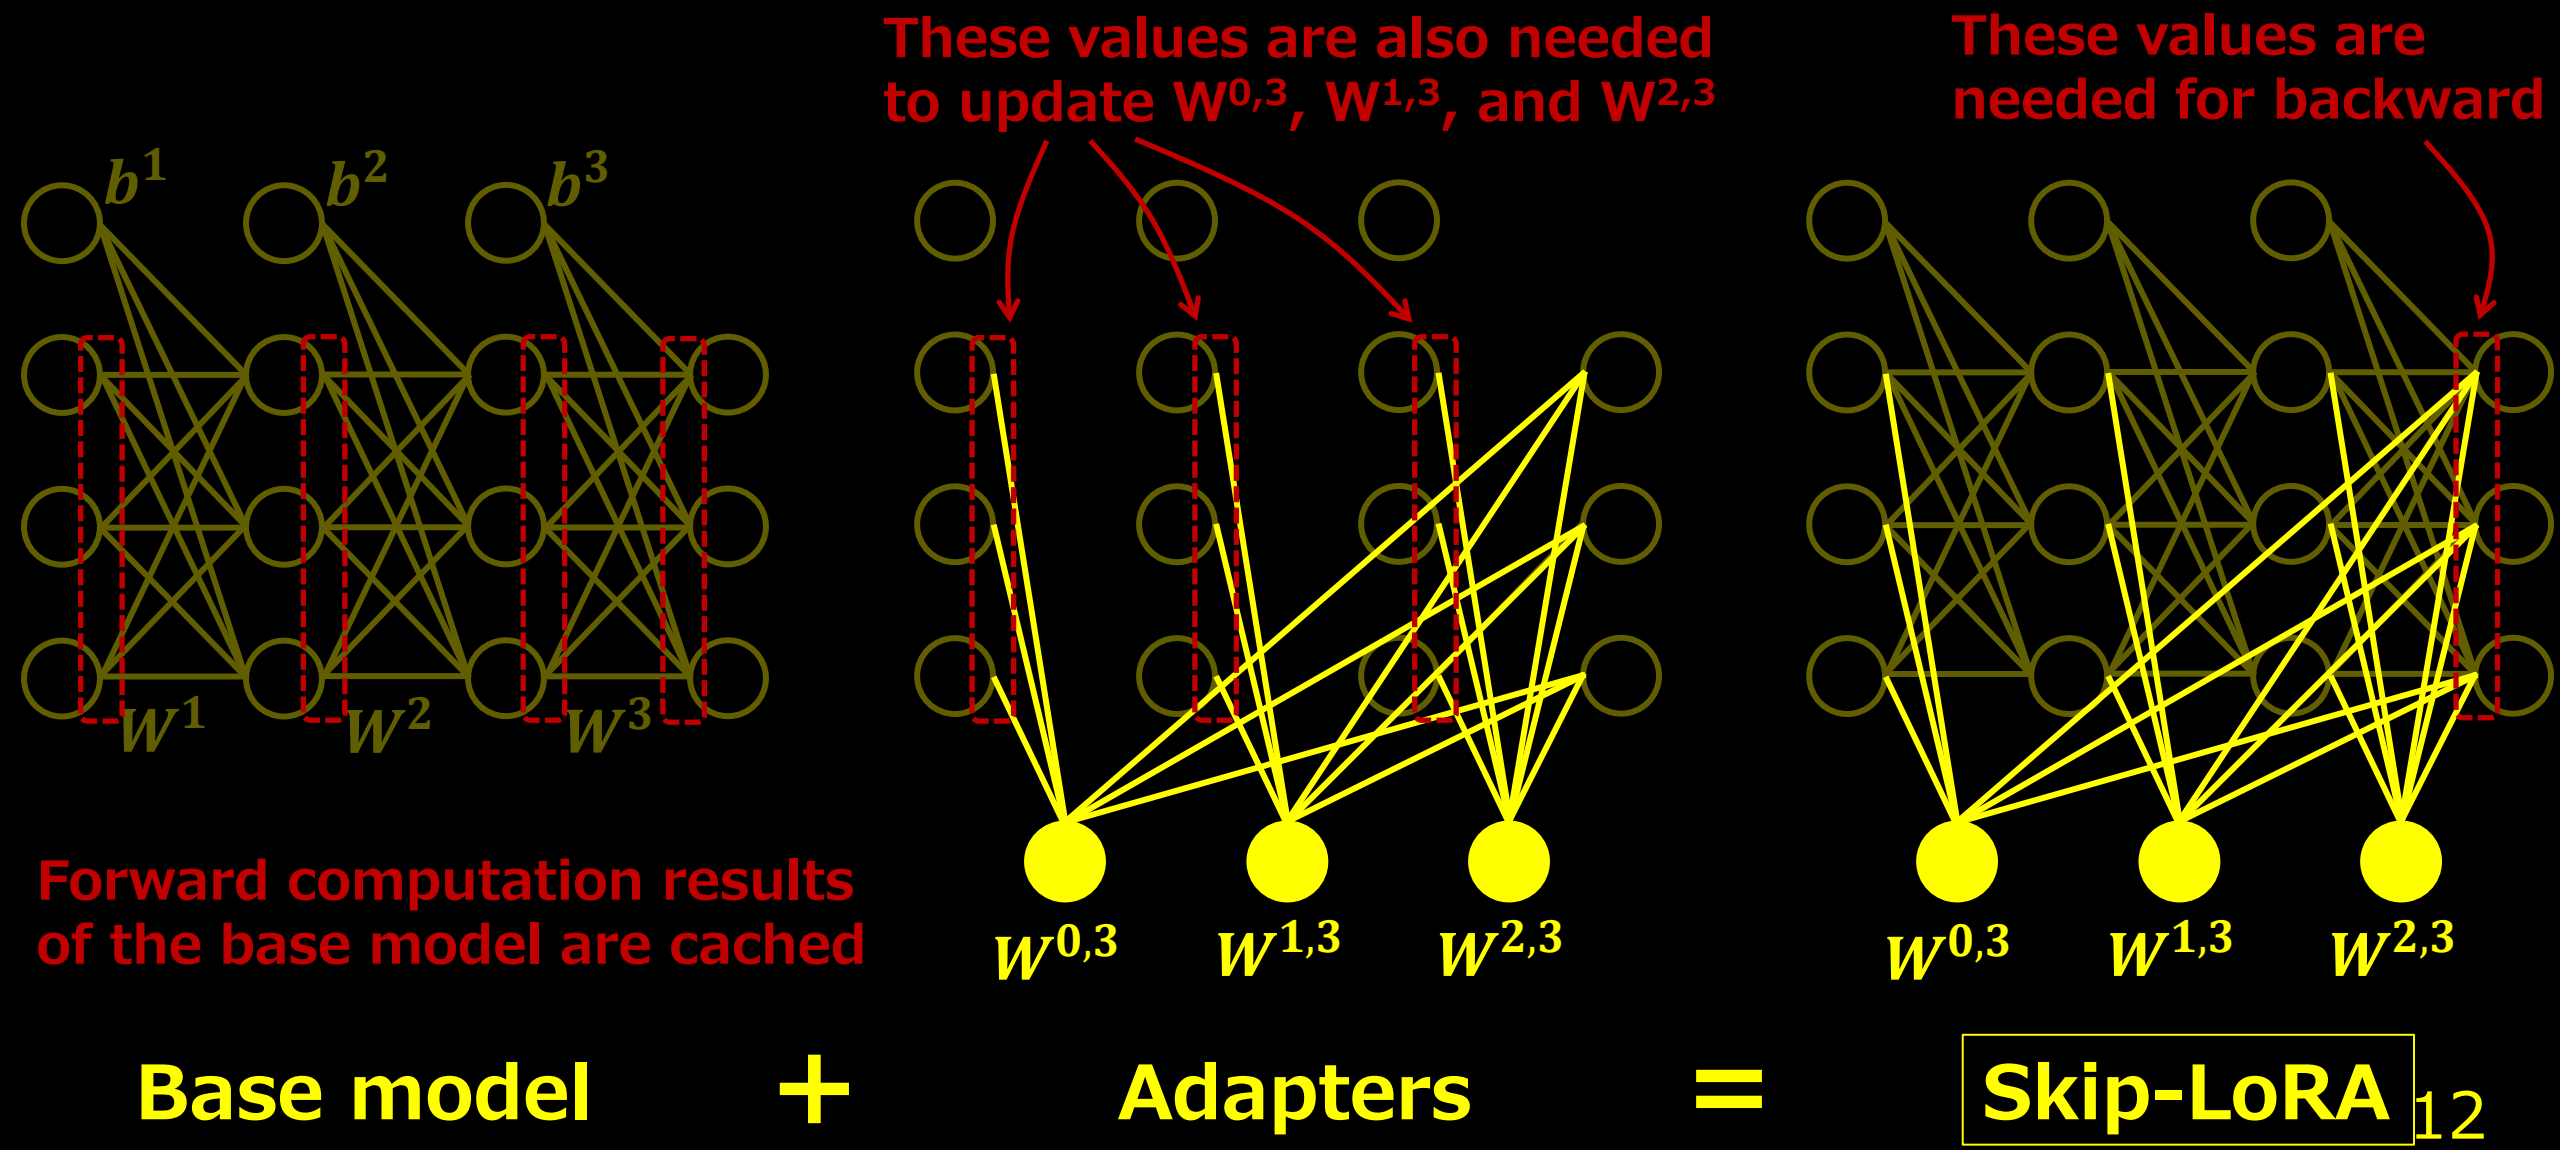 These values are also needed
to update W⁰,³, W¹,³, and W²,³
These values are
needed for backward
b¹
b²
b³
W¹
W²
W³
Forward computation results
of the base model are cached
W⁰,³
W¹,³
W²,³
W⁰,³
W¹,³
W²,³
Base model + Adapters = Skip-LoRA
12